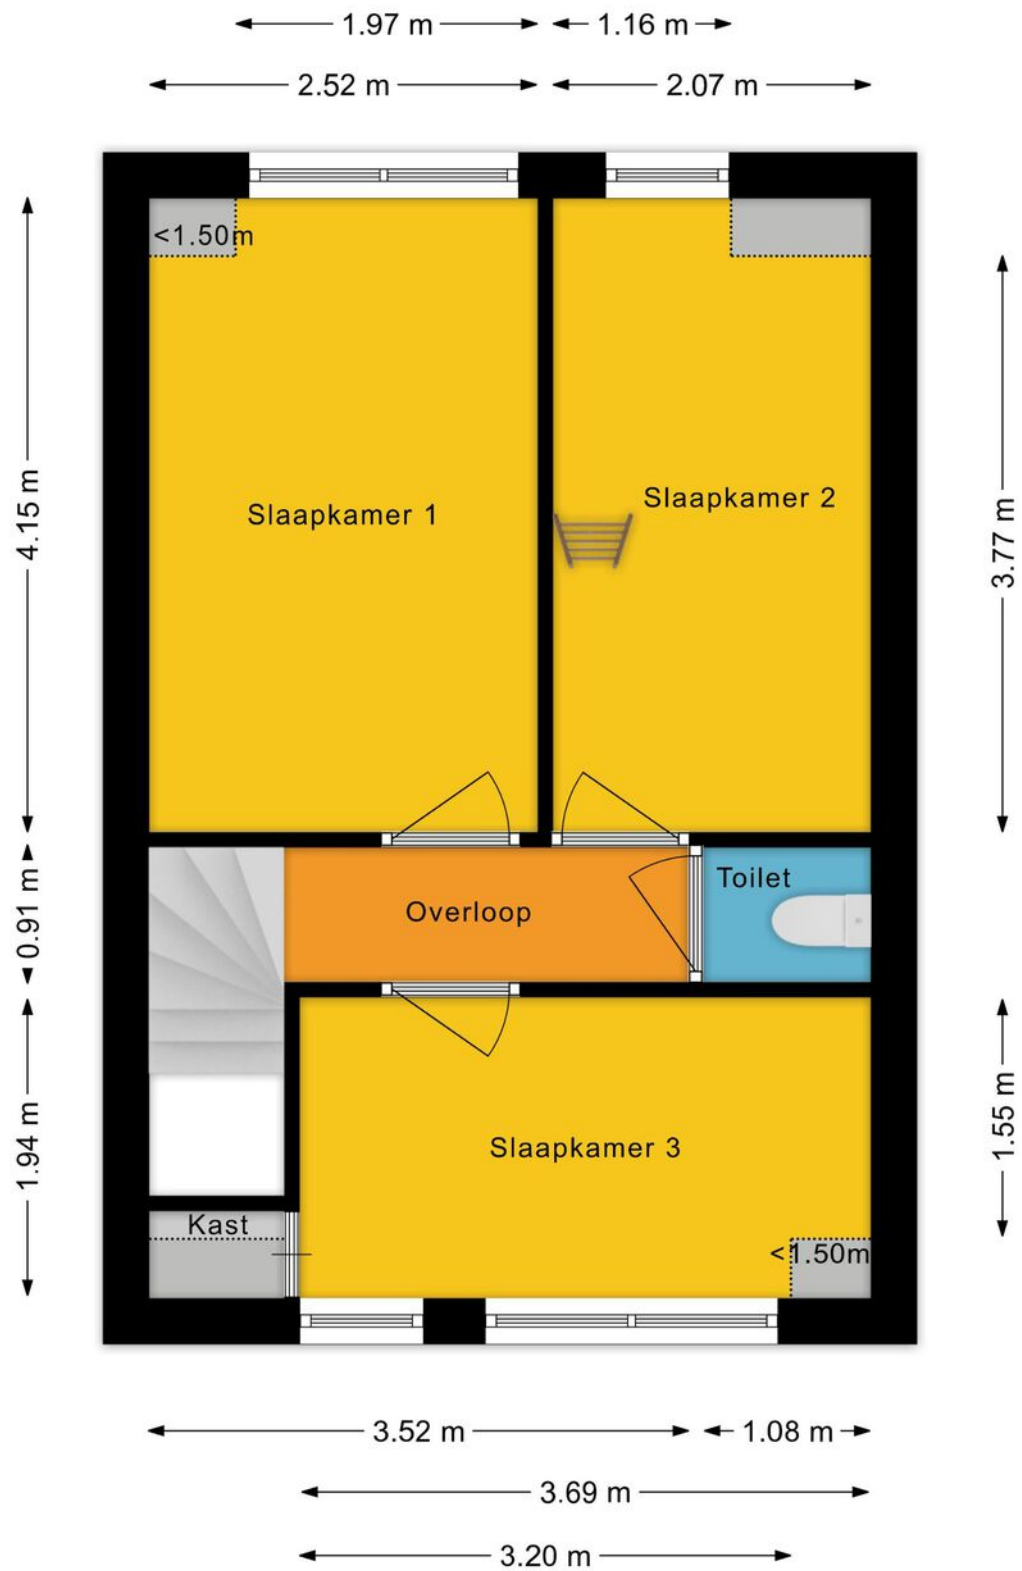 1.97 m
1.16 m
2.52 m
2.07 m
<1.50m
4.15 m
3.77 m
Slaapkamer 1
Slaapkamer 2
0.91 m
Overloop
Toilet
1.94 m
1.55 m
Slaapkamer 3
Kast
<1.50m
3.52 m
1.08 m
3.69 m
3.20 m